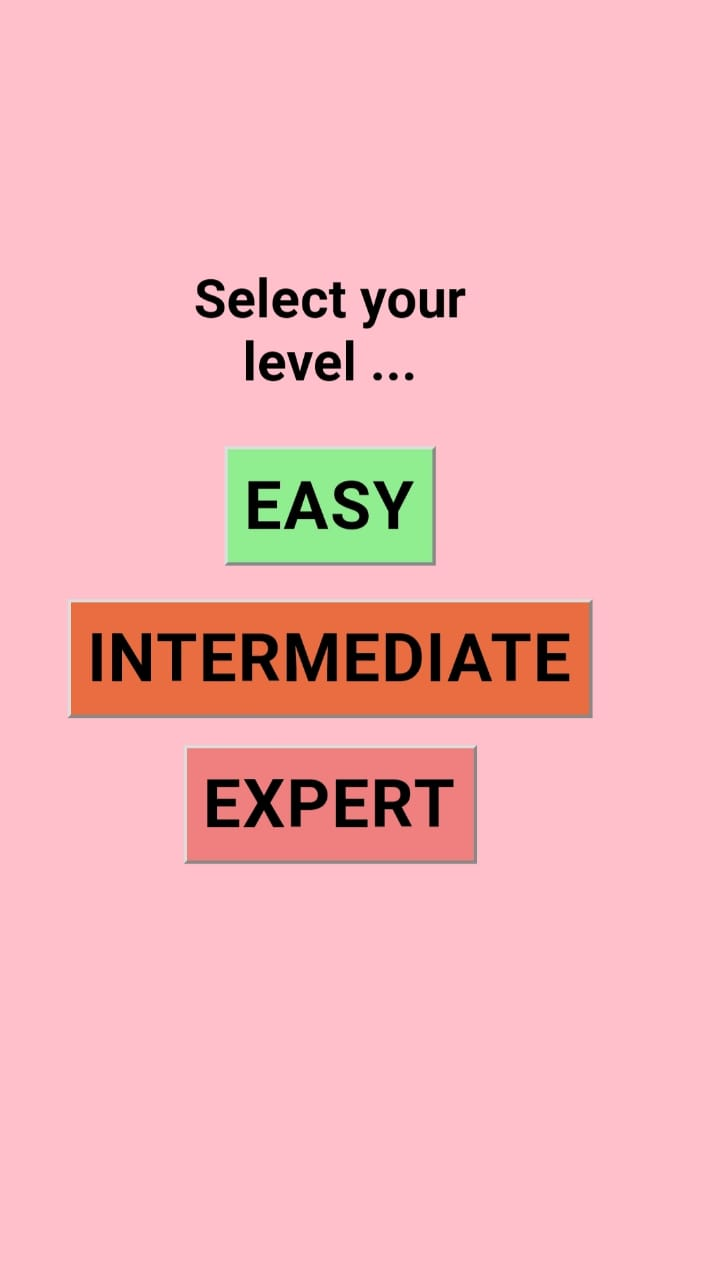 Select your
level ...
EASY
INTERMEDIATE
EXPERT